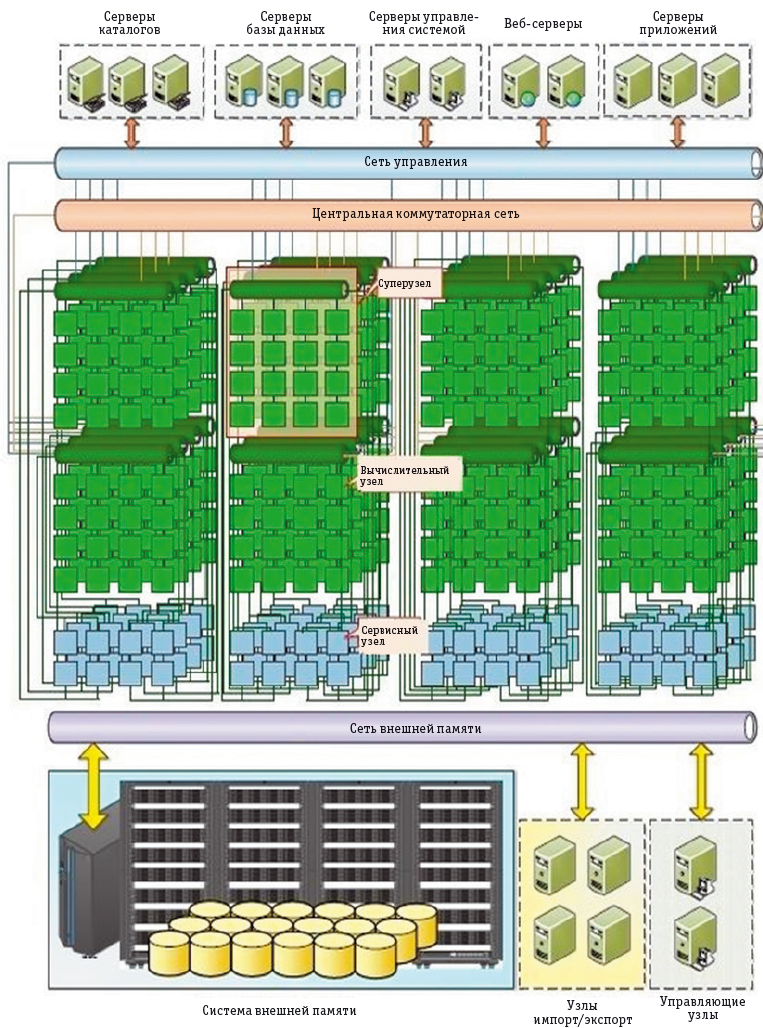 Серверы
каталогов
Серверы
базы данных
Серверы управле-
ния системой
Веб-серверы
Серверы
приложений
Сеть управления
Центральная коммутаторная сеть
Суперузел
Вычислительный
узел
Сервисный
узел
Сеть внешней памяти
Система внешней памяти
Узлы
импорт/экспорт
Управляющие
узлы